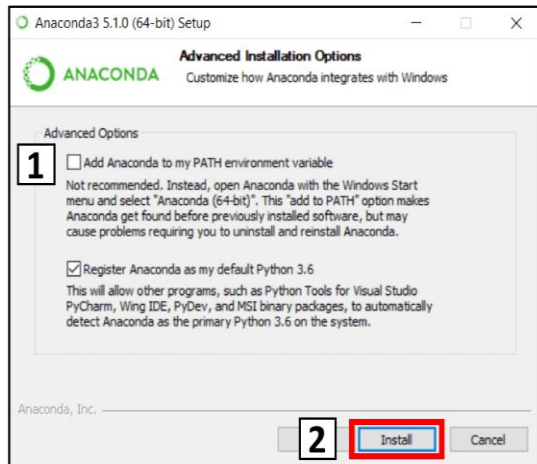 Anaconda3 5.1.0 (64-bit) Setup
Advanced Installation Options
ANACONDA
Customize how Anaconda integrates with Windows
Advanced Options
1
Add Anaconda to my PATH environment variable
Not recommended. Instead, open Anaconda with the Windows Start
menu and select "Anaconda (64-bit)". This "add to PATH" option makes
Anaconda get found before previously installed software, but may
cause problems requiring you to uninstall and reinstall Anaconda.
Register Anaconda as my default Python 3.6
This will allow other programs, such as Python Tools for Visual Studio
PyCharm, Wing IDE, PyDev, and MSI binary packages, to automatically
detect Anaconda as the primary Python 3.6 on the system.
Anaconda, Inc.
2
Install
Cancel